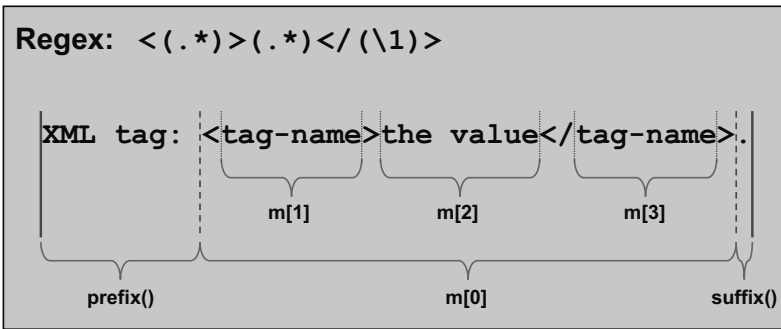 Regex: <(.*)>(.*)</(\1)>
XML tag: <tag-name>the value</tag-name>.
m[1] m[2] m[3]
prefix() m[0] suffix()